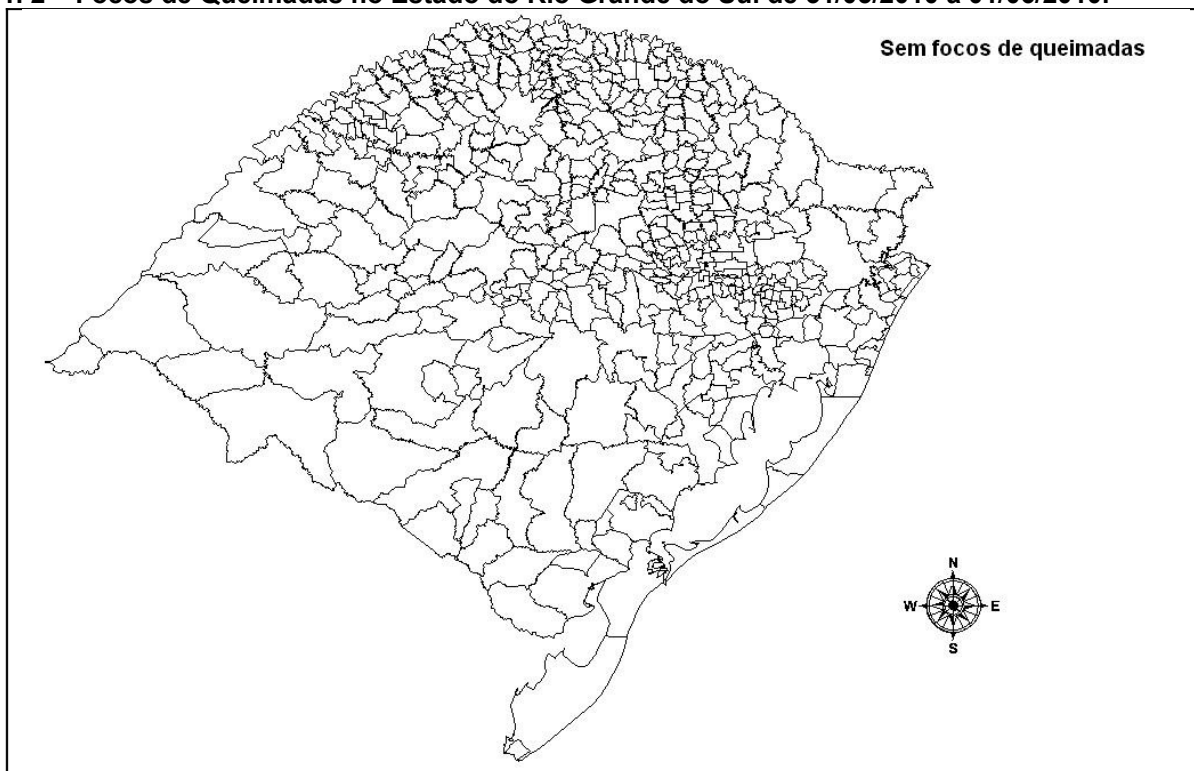 Focos de Queimadas no Estado do Rio Grande do Sul de
Sem focos de queimadas
N
W E
S